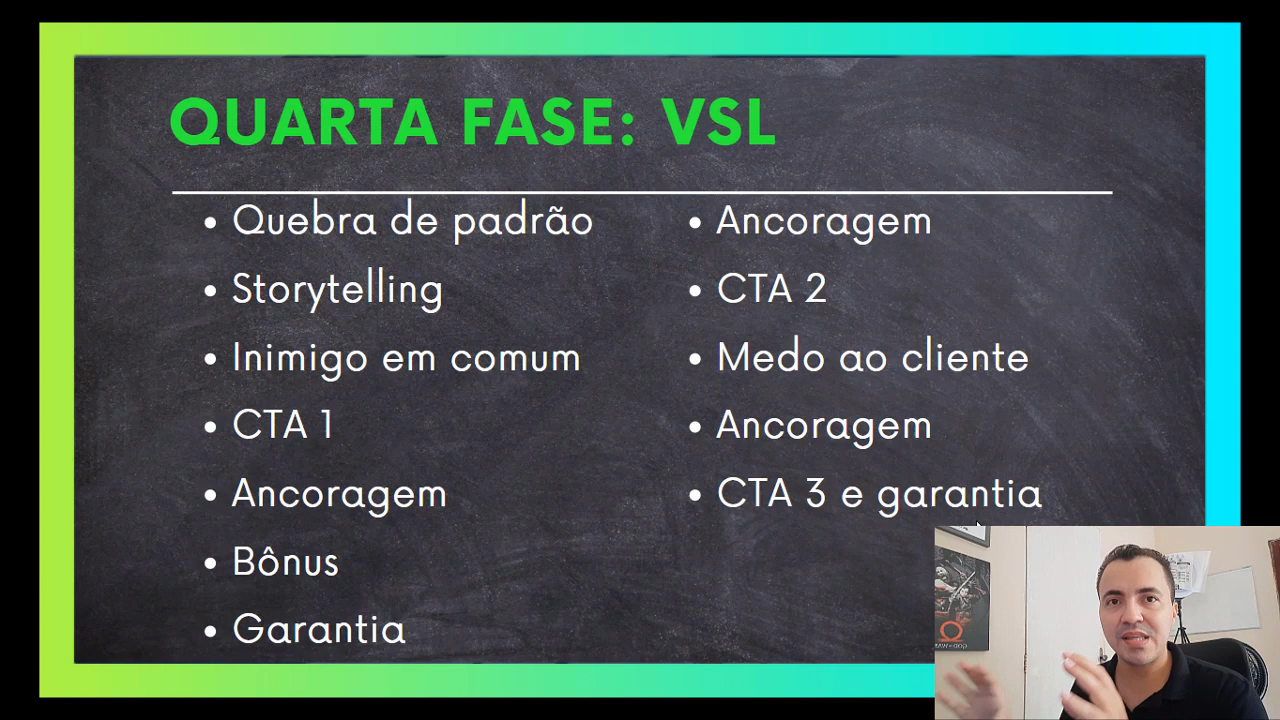 QUARTA FASE: VSL
Quebra de padrão
Storytelling
Inimigo em comum
CTA 1
Ancoragem
Bônus
Garantia
Ancoragem
CTA 2
Medo ao cliente
Ancoragem
CTA 3 e garantia